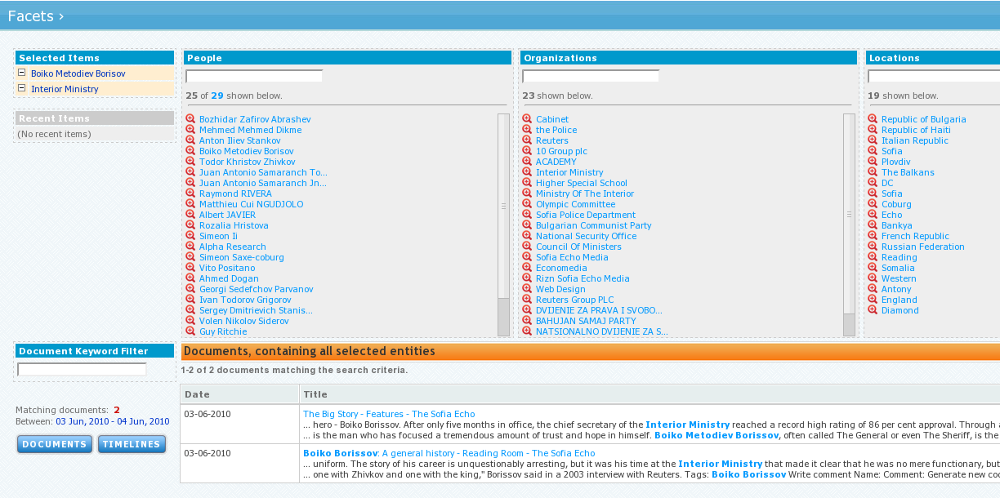 Facets ›
Selected Items
Boiko Metodiev Borisov
Interior Ministry
Recent Items
(No recent items)
People
25 of 29 shown below.
Bozhidar Zafirov Abrashev
Mehmed Mehmed Dikme
Anton Iliev Stankov
Boiko Metodiev Borisov
Todor Khristov Zhivkov
Juan Antonio Samaranch To...
Juan Antonio Samaranch Jn...
Raymond RIVERA
Matthieu Cui NGUDJOLO
Albert JAVIER
Rozalia Hristova
Simeon Ii
Alpha Research
Simeon Saxe-coburg
Vito Positano
Ahmed Dogan
Georgi Sedefchov Parvanov
Ivan Todorov Grigorov
Sergey Dmitrievich Stanis...
Volen Nikolov Siderov
Guy Ritchie
Organizations
23 shown below.
Cabinet
the Police
Reuters
10 Group plc
ACADEMY
Interior Ministry
Higher Special School
Ministry Of The Interior
Olympic Committee
Sofia Police Department
Bulgarian Communist Party
National Security Office
Council Of Ministers
Sofia Echo Media
Economedia
Rizn Sofia Echo Media
Web Design
Reuters Group PLC
DVIJENIE ZA PRAVA I SVOBO...
BAHUJAN SAMAJ PARTY
NATSIONALNO DVIJENIE ZA S...
Locations
19 shown below.
Republic of Bulgaria
Republic of Haiti
Italian Republic
Sofia
Plovdiv
The Balkans
DC
Sofia
Coburg
Echo
Bankya
French Republic
Russian Federation
Reading
Somalia
Western
Antony
England
Diamond
Document Keyword Filter
Matching documents: 2
Between: 03 Jun, 2010 - 04 Jun, 2010
DOCUMENTS TIMELINES
Documents, containing all selected entities
1-2 of 2 documents matching the search criteria.
Date Title
03-06-2010 The Big Story - Features - The Sofia Echo
... hero - Boiko Borissov. After only five months in office, the chief secretary of the Interior Ministry reached a record high rating of 86 per cent approval. Through
... is the man who has focused a tremendous amount of trust and hope in himself. Boiko Metodiev Borissov, often called The General or even The Sheriff, is the
03-06-2010 Boiko Borissov: A general history - Reading Room - The Sofia Echo
... uniform. The story of his career is unquestionably arresting, but it was his time at the Interior Ministry that made it clear that he was no mere functionary, but
... one with Zhivkov and one with the king," Borissov said in a 2003 interview with Reuters. Tags: Boiko Borissov Write comment Name: Comment: Generate new